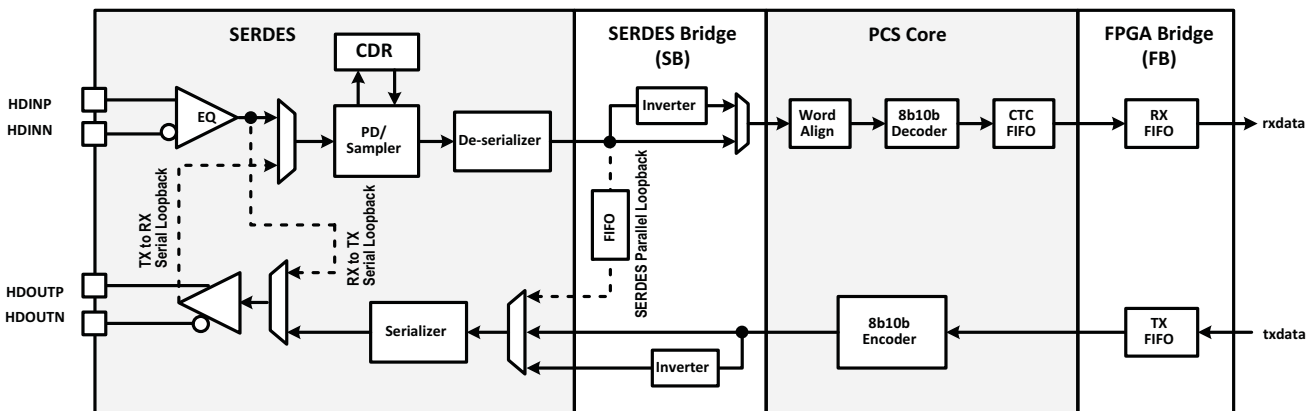 SERDES
SERDES Bridge
(SB)
PCS Core
FPGA Bridge
(FB)
CDR
HDINP
HDINN
EQ
PD/
Sampler
De-serializer
Inverter
Word
Align
8b10b
Decoder
CTC
FIFO
RX
FIFO
rxdata
TX to RX
Serial Loopback
RX to TX
Serial Loopback
FIFO
SERDES Parallel Loopback
HDOUTP
HDOUTN
Serializer
Inverter
8b10b
Encoder
TX
FIFO
txdata